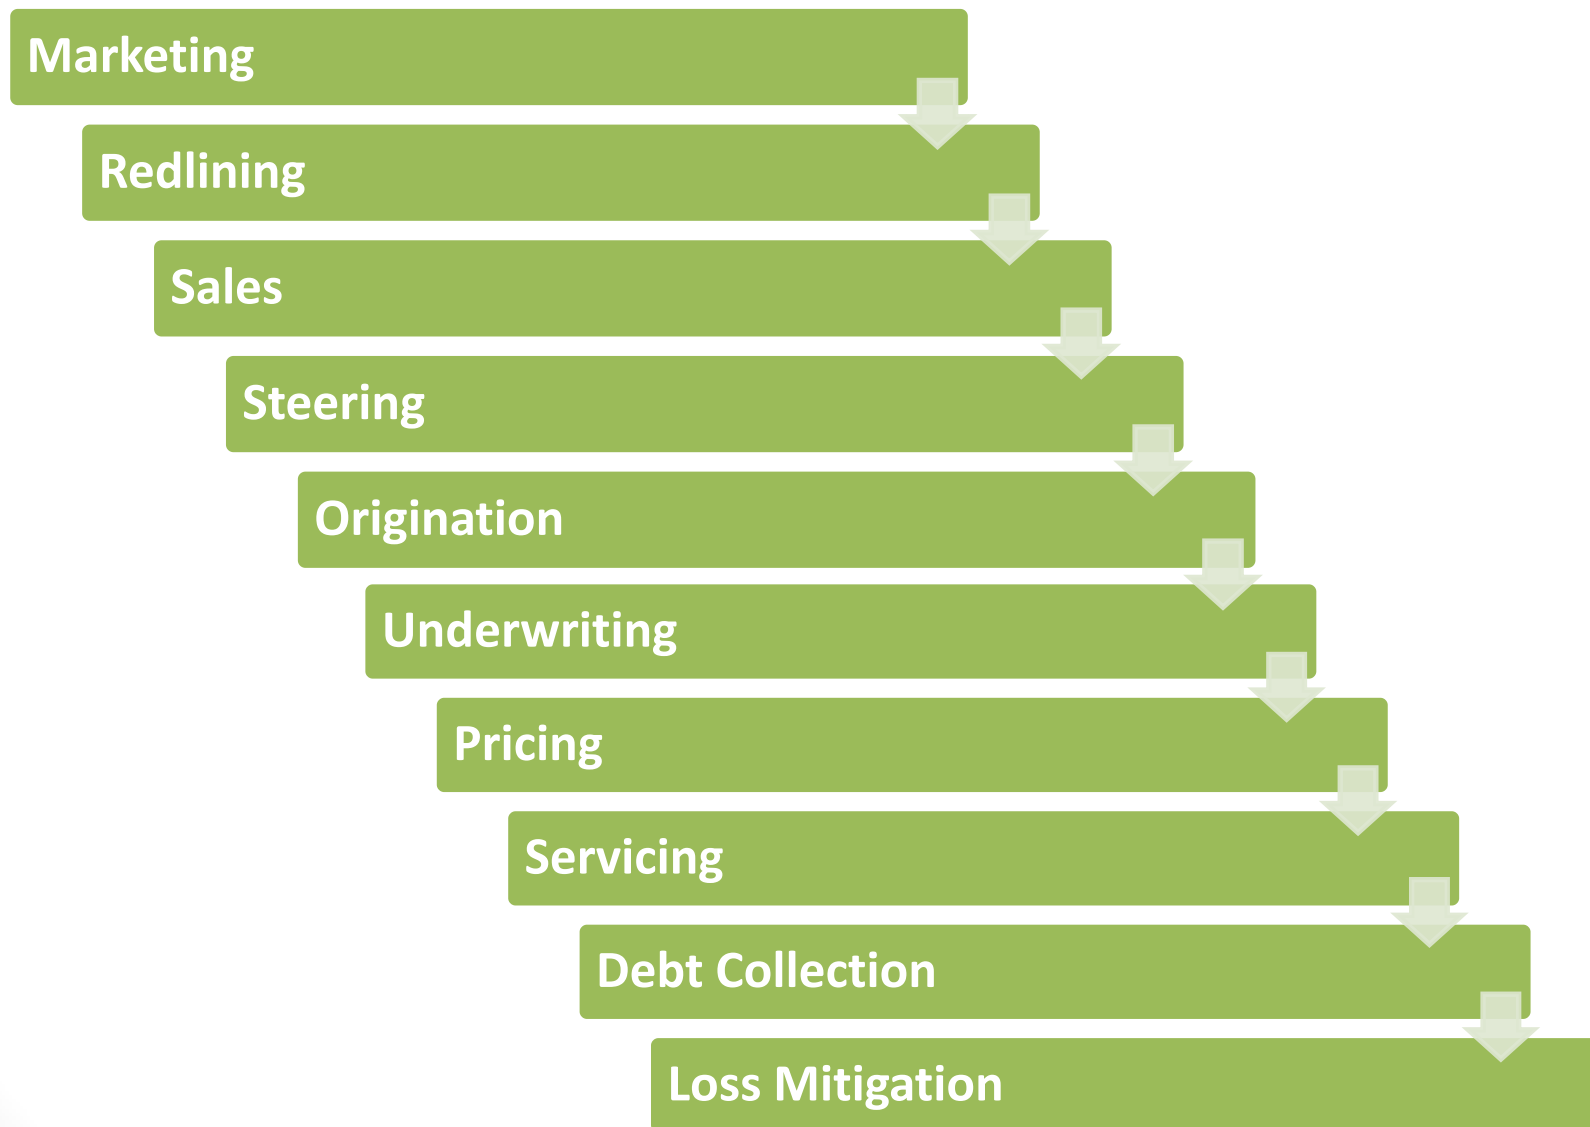 Marketing
Redlining
Sales
Steering
Origination
Underwriting
Pricing
Servicing
Debt Collection
Loss Mitigation